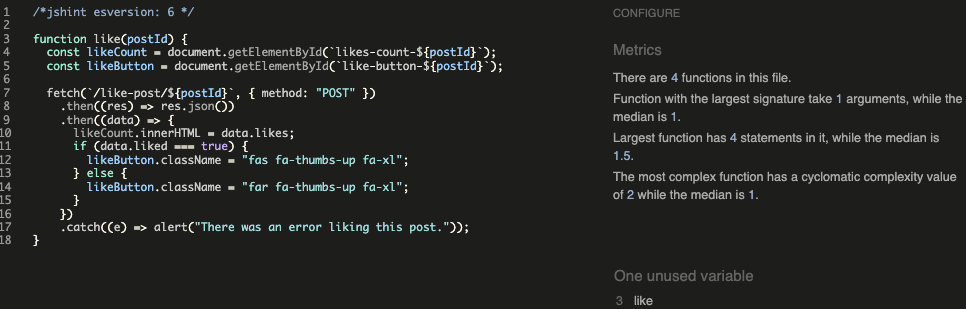 1 /*jshint esversion: 6 */
2
3 function like(postId) {
4 const likeCount = document.getElementById(`likes-count-${postId}`);
5 const likeButton = document.getElementById(`like-button-${postId}`);
6
7 fetch(`/like-post/${postId}`, { method: "POST" })
8 .then((res) => res.json())
9 .then((data) => {
10 likeCount.innerHTML = data.likes;
11 if (data.liked === true) {
12 likeButton.className = "fas fa-thumbs-up fa-xl";
13 } else {
14 likeButton.className = "far fa-thumbs-up fa-xl";
15 }
16 })
17 .catch((e) => alert("There was an error liking this post."));
18 }
CONFIGURE
Metrics
There are 4 functions in this file.
Function with the largest signature take 1 arguments, while the
median is 1.
Largest function has 4 statements in it, while the median is
1.5.
The most complex function has a cyclomatic complexity value
of 2 while the median is 1.
One unused variable
3 like